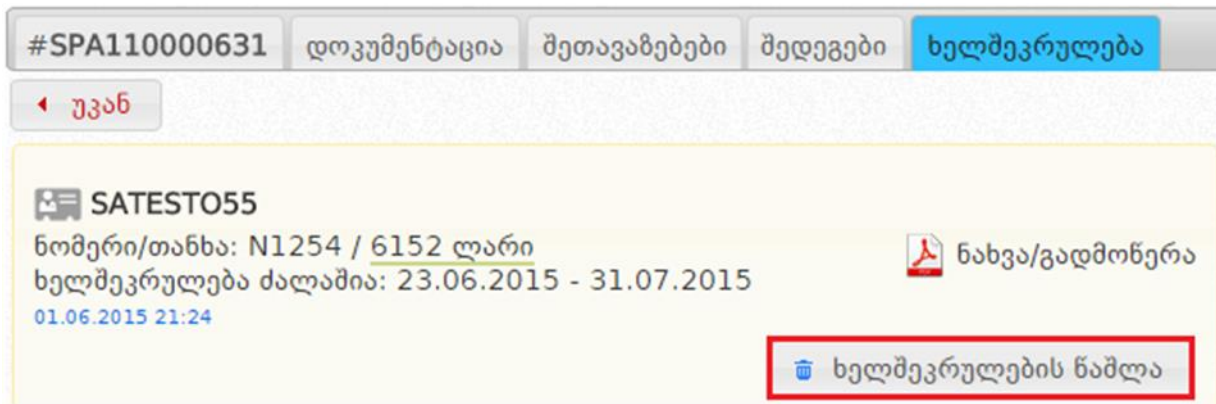 #SPA110000631 დოკუმენტაცია შეთავაზებები შედეგები ხელშეკრულება
უკან
SATESTO55
ნომერი/თანხა: N1254 / 6152 ლარი
ნახვა/გადმოწერა
ხელშეკრულება ძალაშია: 23.06.2015 - 31.07.2015
01.06.2015 21:24
ხელშეკრულების წაშლა